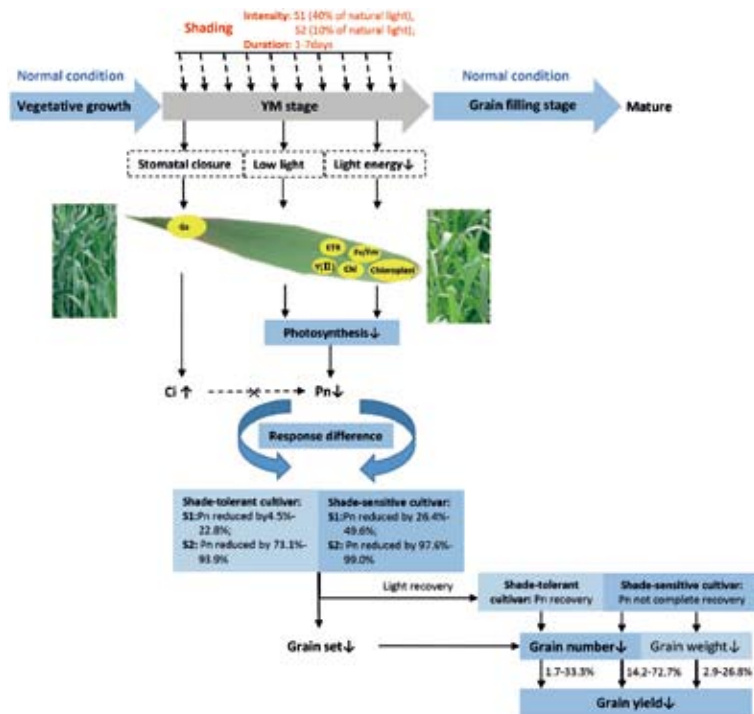 Shading
Intensity: S1 (40% of natural light),
S2 (10% of natural light),
Duration: 1-7days
Normal condition
Normal condition
Vegetative growth
YM stage
Grain filling stage
Mature
Stomatal closure
Low light
Light energy↓
Gs
ETR
Fv/Fm
Y(II)
Chl
Chloroplast
Photosynthesis↓
Ci ↑
Pn↓
Response difference
Shade-tolerant cultivar:
S1:Pn reduced by4.5%-
22.8%;
S2: Pn reduced by 73.1%-
93.9%
Shade-sensitive cultivar:
S1:Pn reduced by 26.4%-
49.6%;
S2: Pn reduced by 97.6%-
99.0%
Light recovery
Shade-tolerant
cultivar: Pn recovery
Shade-sensitive cultivar:
Pn not complete recovery
Grain set↓
Grain number↓
Grain weight↓
1.7-33.3%
14.2-72.7%
2.9-26.8%
Grain yield↓